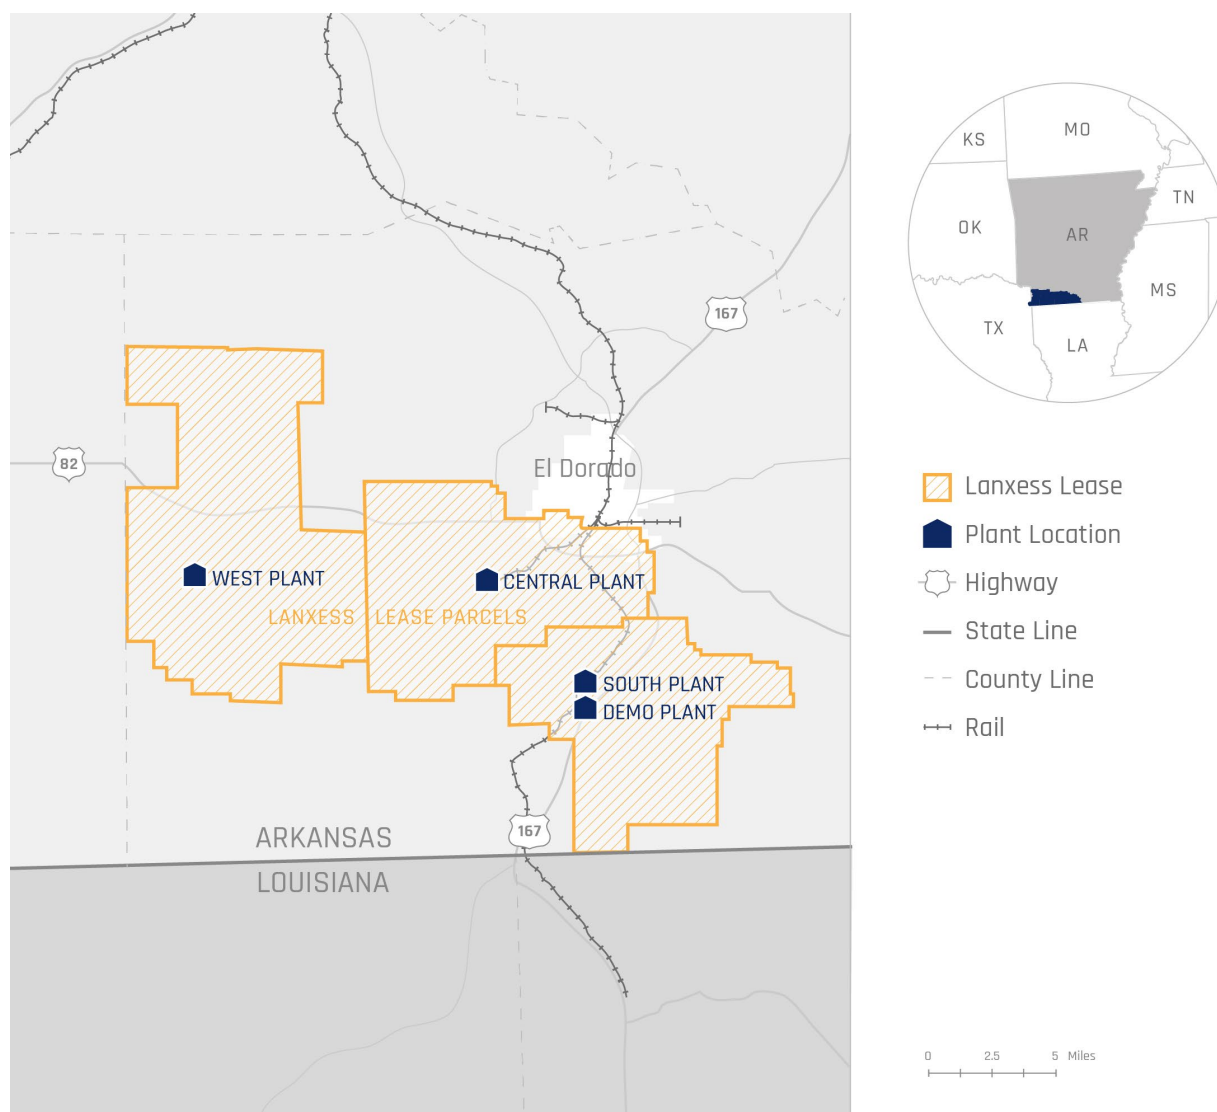 167
82
El Dorado
WEST PLANT
CENTRAL PLANT
LANXESS LEASE PARCELS
SOUTH PLANT
DEMO PLANT
167
ARKANSAS
LOUISIANA
KS
MO
TN
OK
AR
MS
TX
LA
Lanxess Lease
Plant Location
Highway
State Line
County Line
Rail
0 2.5 5 Miles